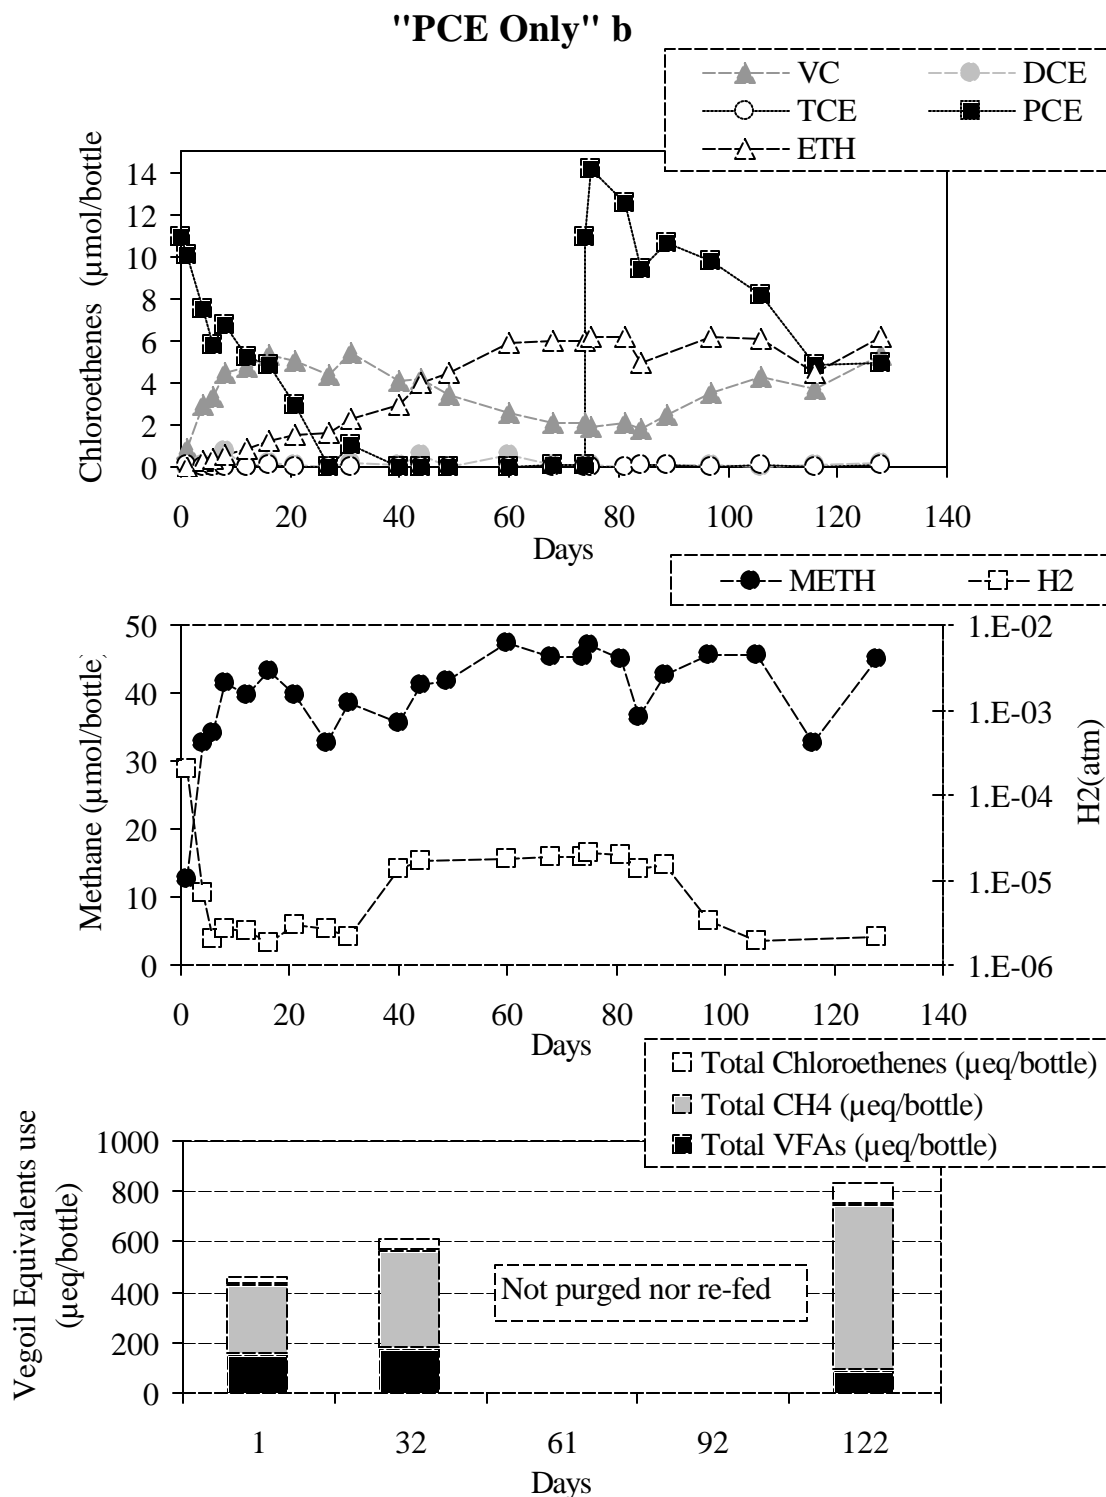 "PCE Only" b
VC DCE
TCE PCE
ETH
Chloroethenes (µmol/bottle
14
12
10
8
6
4
2
0
0 20 40 60 80 100 120 140
Days
METH H2
Methane (µmol/bottle)
50
40
30
20
10
0
1.E-02
1.E-03
1.E-04
1.E-05
1.E-06
H2(atm)
0 20 40 60 80 100 120 140
Days
Total Chloroethenes (µeq/bottle)
Total CH4 (µeq/bottle)
Total VFAs (µeq/bottle)
Vegoil Equivalents use
(µeq/bottle)
1000
800
600
400
200
0
Not purged nor re-fed
1 32 61 92 122
Days